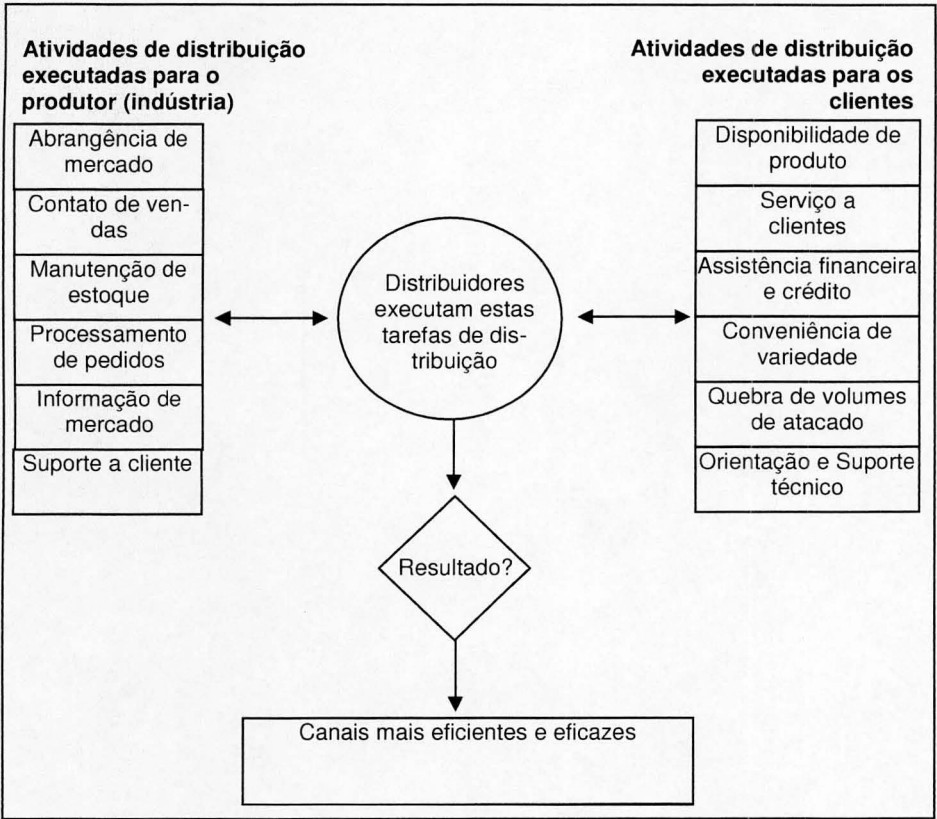 Atividades de distribuição
executadas para o
produtor (indústria)
Abrangência de
mercado
Contato de ven-
das
Manutenção de
estoque
Processamento
de pedidos
Informação de
mercado
Suporte a cliente
Distribuidores
executam estas
tarefas de dis-
tribuição
Atividades de distribuição
executadas para os
clientes
Disponibilidade de
produto
Serviço a
clientes
Assistência financeira
e crédito
Conveniência de
variedade
Quebra de volumes
de atacado
Orientação e Suporte
técnico
Resultado?
Canais mais eficientes e eficazes